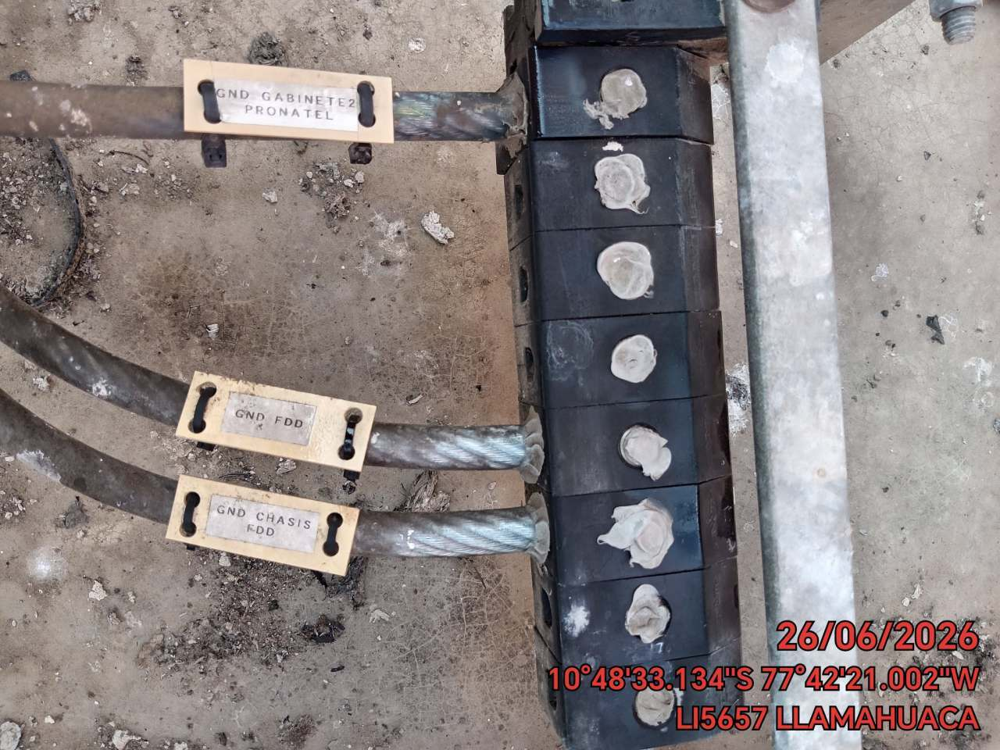 GND GABINETE2
PRONATEL
GND FDD
GND CHASIS
FDD
26/06/2026
10°48'33.134"S 77°42'21.002"W
LI5657 LLAMAHUACA